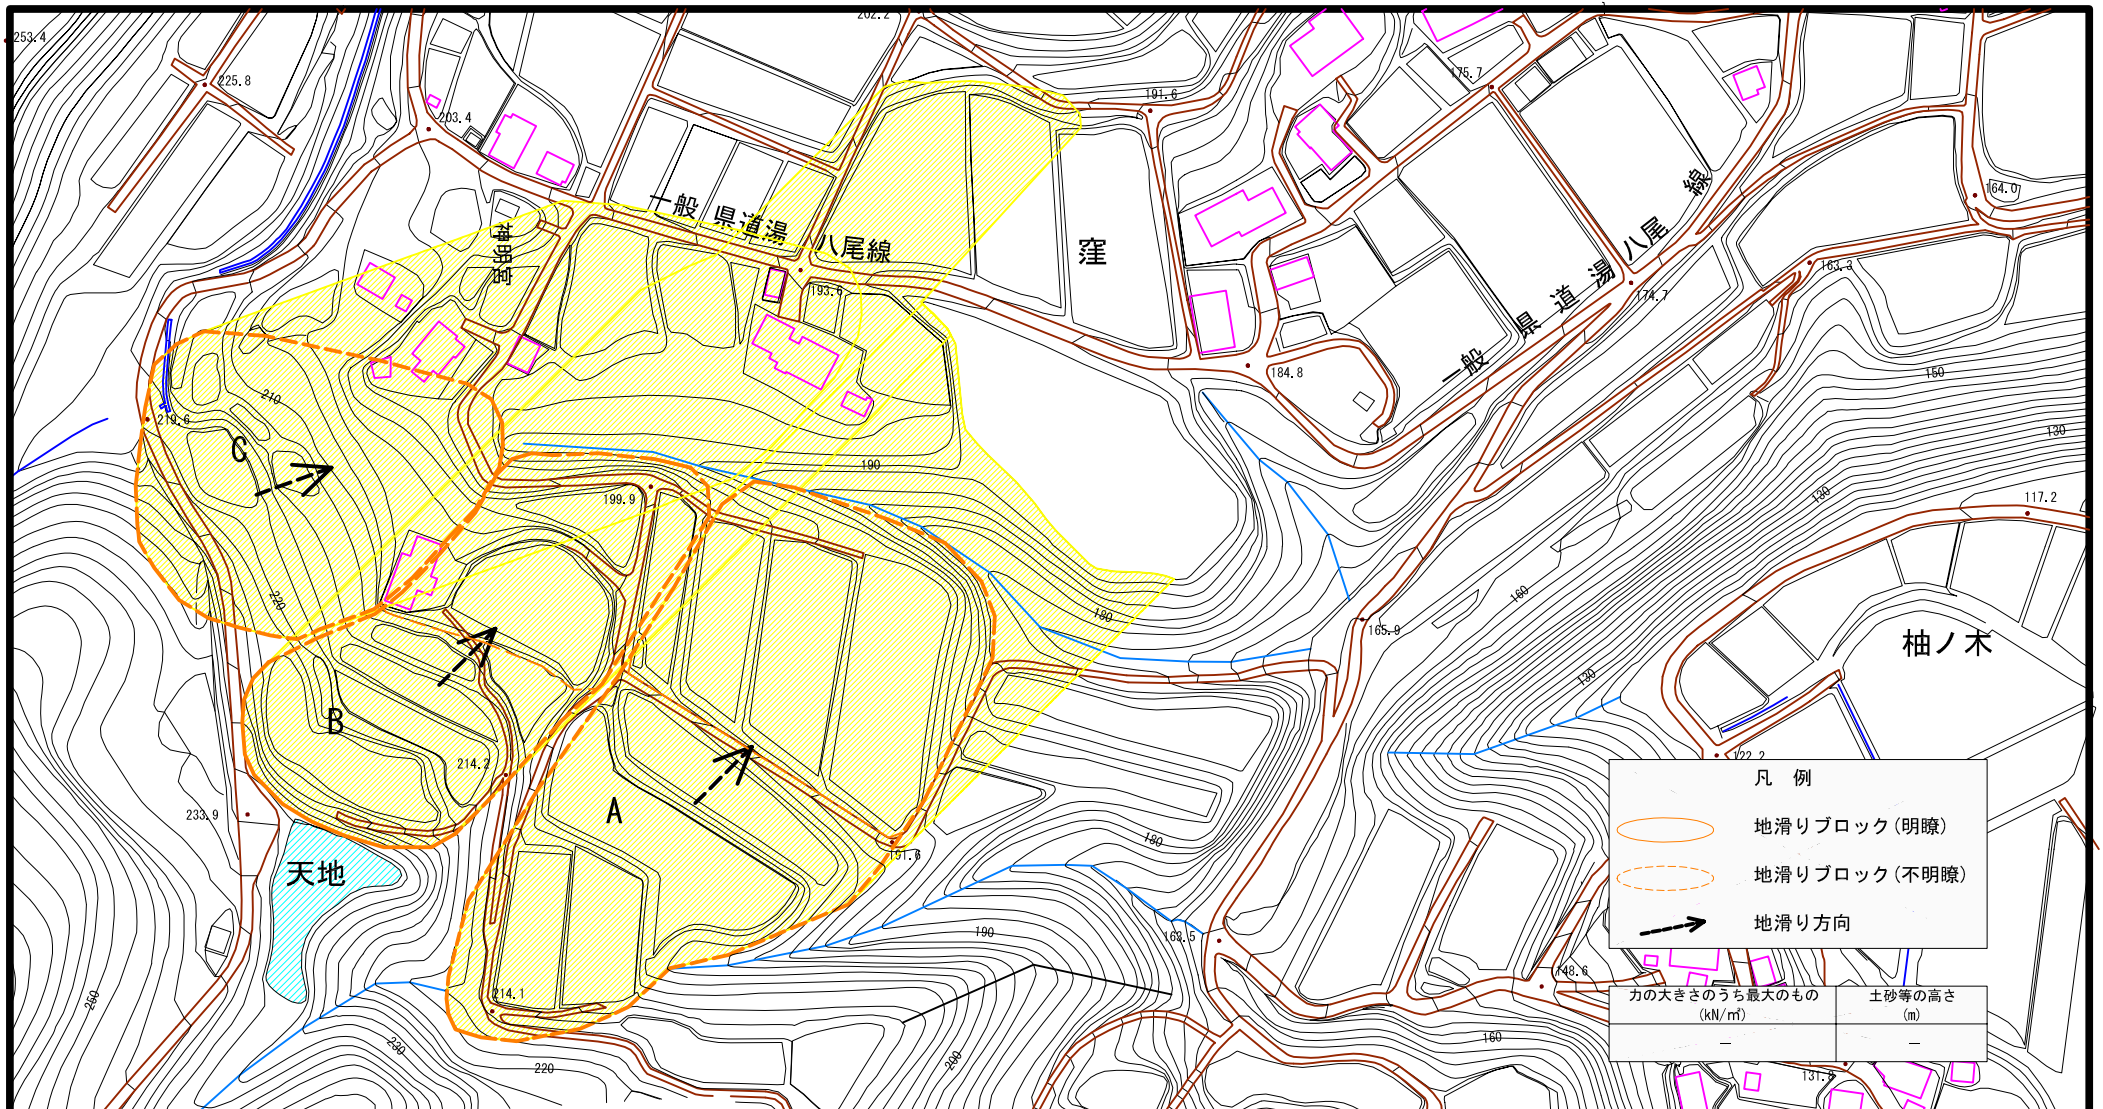 253.4
202.2
225.8
203.4
191.6
175.7
164.0
一般 県道湯 八尾線
神明宮
窪
193.6
163.3
174.7
一般 県 道 湯 八尾 線
184.8
150
219.6
210
C
190
130
199.9
130
117.2
220
180
160
165.9
柚ノ木
130
B
214.2
122.2
A
233.9
天地
191.6
180
190
163.5
148.6
250
214.1
230
220
200
160
131.8
凡 例
地滑りブロック(明瞭)
地滑りブロック(不明瞭)
地滑り方向
力の大きさのうち最大のもの
(kN/㎡)
土砂等の高さ
(m)
—
—